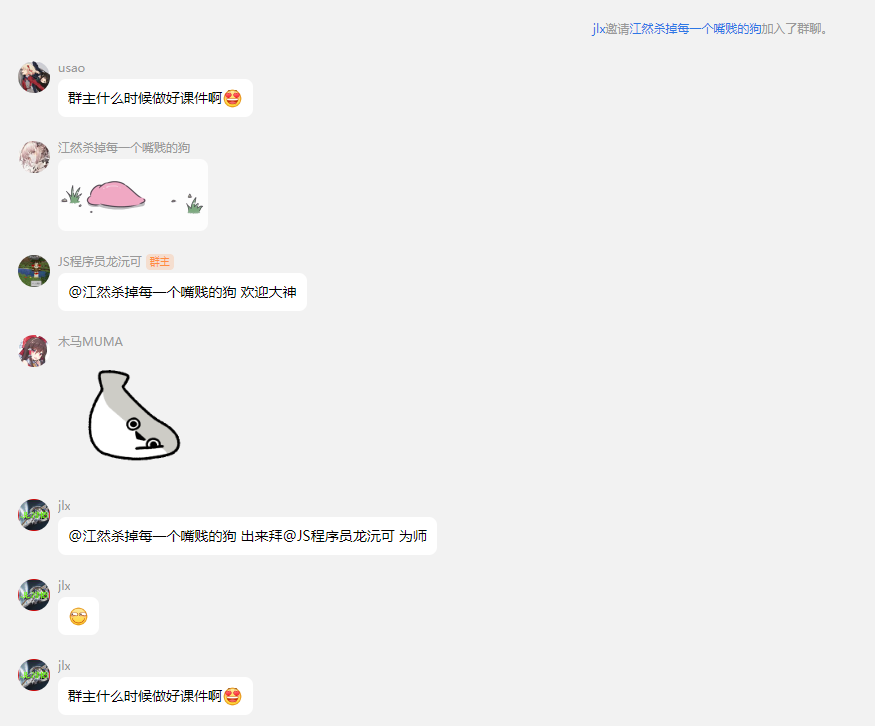 jlx邀请江然杀掉每一个嘴贱的狗加入了群聊。
usao
群主什么时候做好课件啊😍
江然杀掉每一个嘴贱的狗
JS程序员龙沅可 群主
@江然杀掉每一个嘴贱的狗 欢迎大神
木马MUMA
jlx
@江然杀掉每一个嘴贱的狗 出来拜@JS程序员龙沅可 为师
jlx
jlx
群主什么时候做好课件啊😍